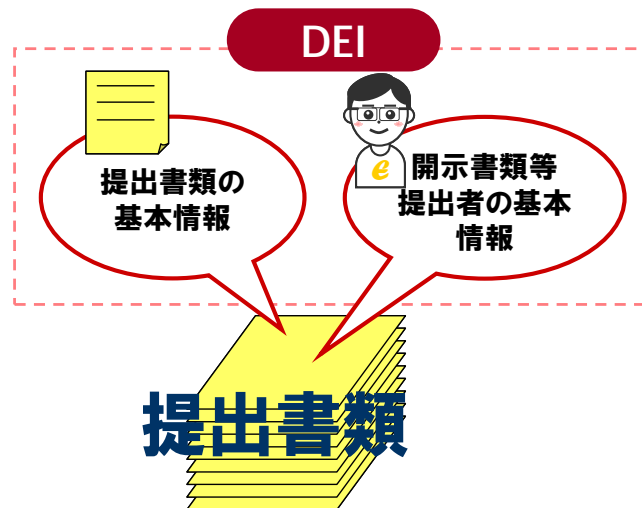 DEI
提出書類の
基本情報
e
開示書類等
提出者の基本
情報
提出書類